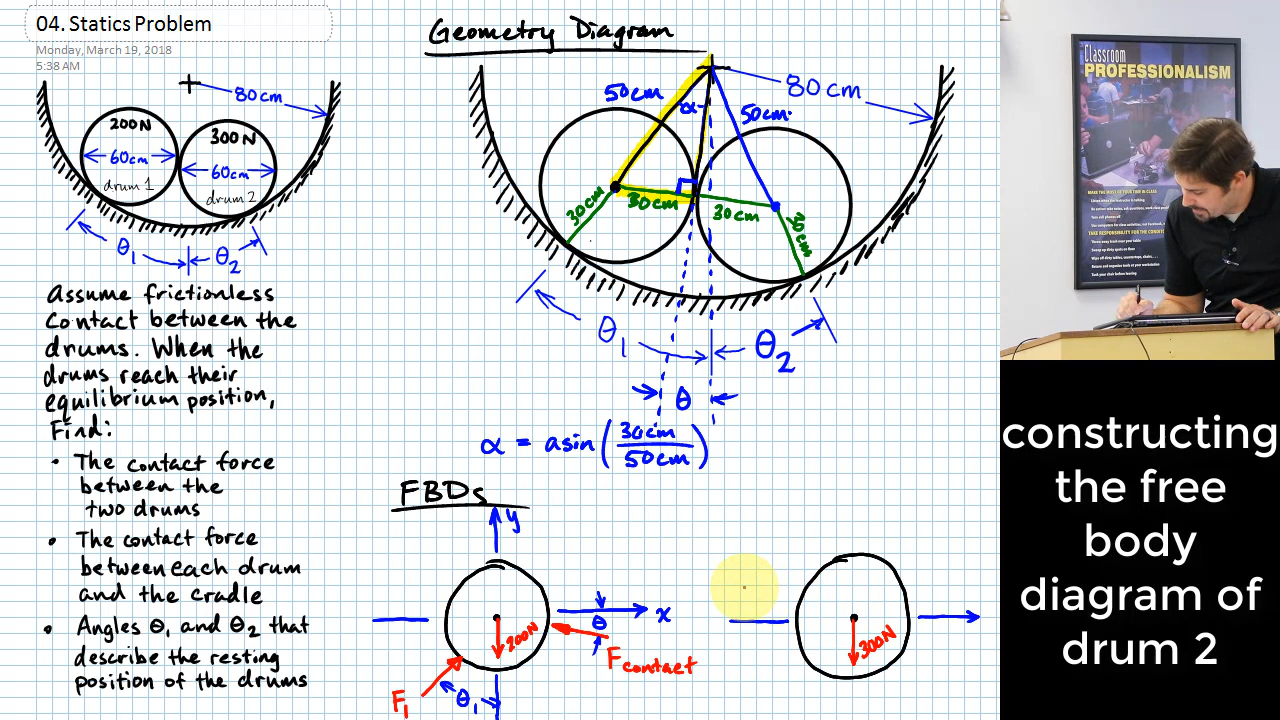 04. Statics Problem
Monday, March 19, 2018
5:38 AM
80cm
200N
300N
60cm
60cm
drum 1
drum 2
θ₁
θ₂
Assume frictionless
Contact between the
drums. When the
drums reach their
equilibrium position,
Find:
• The contact force
between the
two drums
• The contact force
between each drum
and the cradle
• Angles θ₁ and θ₂ that
describe the resting
position of the drums
Geometry Diagram
50cm
α
80cm
50cm
30cm
30cm
30cm
30cm
θ₁
θ₂
θ
α = asin(30cm/50cm)
FBDs
y
x
θ
200N
Fcontact
F₁
θ₁
300N
Classroom
PROFESSIONALISM
constructing
the free
body
diagram of
drum 2